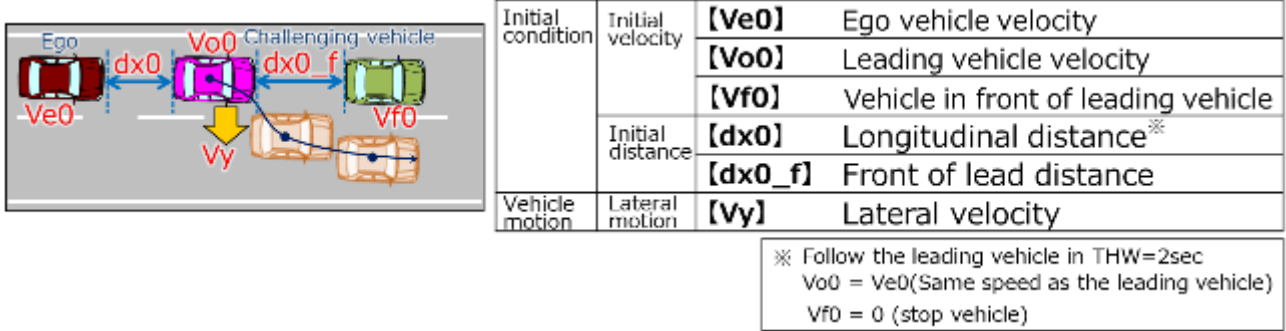 Ego
Vo0
Challenging vehicle
dx0
dx0_f
Ve0
Vf0
Vy
Initial condition
Initial velocity
【Ve0】 Ego vehicle velocity
【Vo0】 Leading vehicle velocity
【Vf0】 Vehicle in front of leading vehicle
Initial distance
【dx0】 Longitudinal distance※
【dx0_f】 Front of lead distance
Vehicle motion
Lateral motion
【Vy】 Lateral velocity
※ Follow the leading vehicle in THW=2sec
Vo0 = Ve0(Same speed as the leading vehicle)
Vf0 = 0 (stop vehicle)